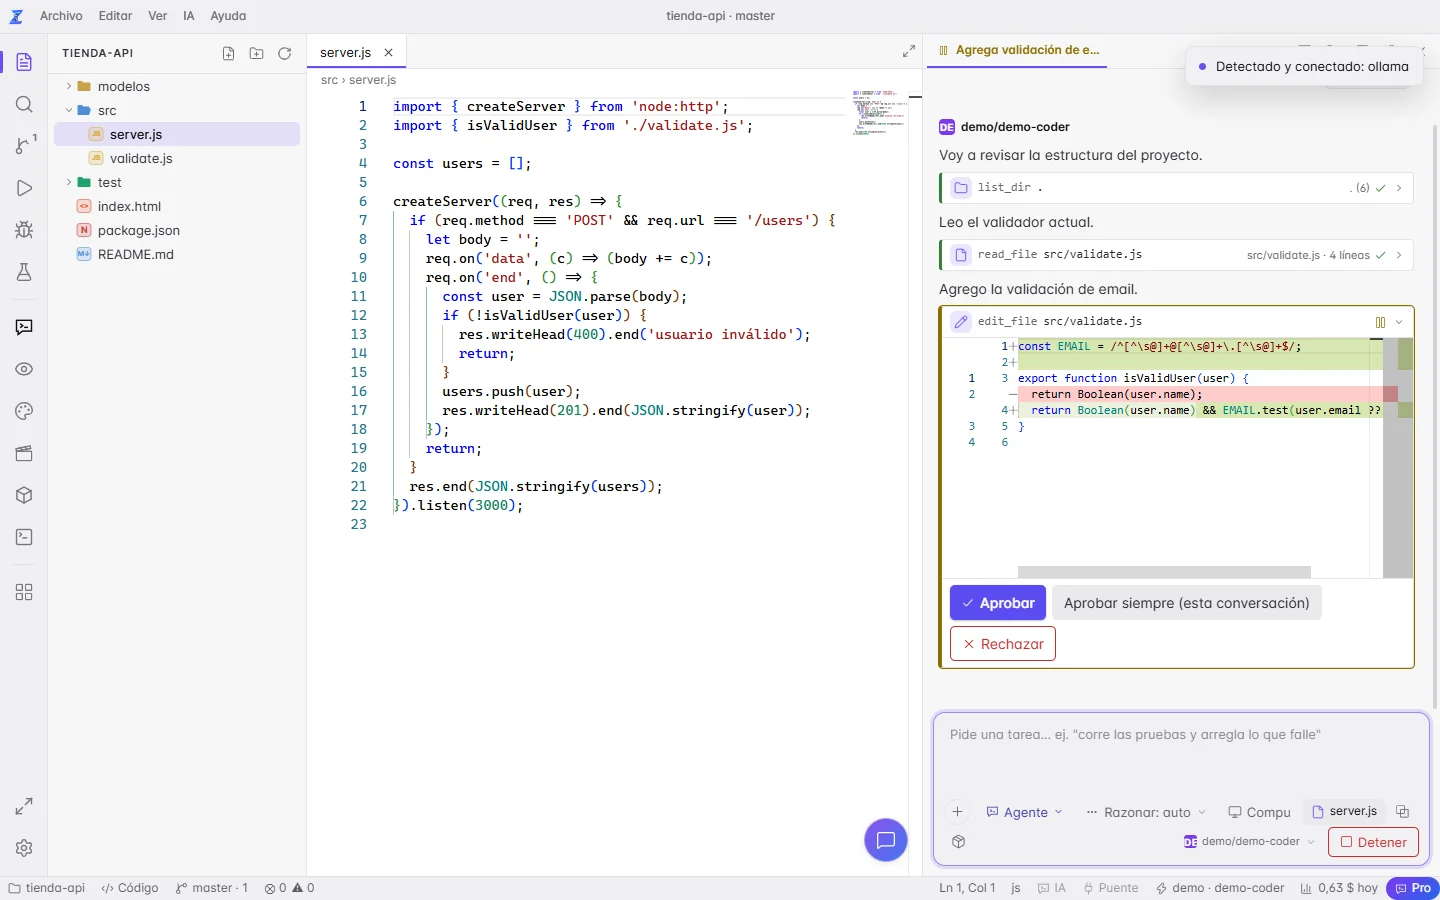 Archivo Editar Ver IA Ayuda
tienda-api · master
TIENDA-API
modelos
src
server.js
validate.js
test
index.html
package.json
README.md
server.js
src › server.js
1 import { createServer } from 'node:http';
2 import { isValidUser } from './validate.js';
3
4 const users = [];
5
6 createServer((req, res) => {
7 if (req.method === 'POST' && req.url === '/users') {
8 let body = '';
9 req.on('data', (c) => (body += c));
10 req.on('end', () => {
11 const user = JSON.parse(body);
12 if (!isValidUser(user)) {
13 res.writeHead(400).end('usuario inválido');
14 return;
15 }
16 users.push(user);
17 res.writeHead(201).end(JSON.stringify(user));
18 });
19 return;
20 }
21 res.end(JSON.stringify(users));
22 }).listen(3000);
23
Agrega validación de e...
Detectado y conectado: ollama
DE demo/demo-coder
Voy a revisar la estructura del proyecto.
list_dir . . (6)
Leo el validador actual.
read_file src/validate.js src/validate.js · 4 líneas
Agrego la validación de email.
edit_file src/validate.js
1+ const EMAIL = /^[^\s@]+@[^\s@]+\.[^\s@]+$/;
2+
1 3 export function isValidUser(user) {
2 — return Boolean(user.name);
4+ return Boolean(user.name) && EMAIL.test(user.email ??
3 5 }
4 6
Aprobar
Aprobar siempre (esta conversación)
Rechazar
Pide una tarea... ej. "corre las pruebas y arregla lo que falle"
Agente Razonar: auto Compu server.js
DE demo/demo-coder Detener
tienda-api Código master · 1 0 0
Ln 1, Col 1 js IA Puente demo · demo-coder 0,63 $ hoy Pro